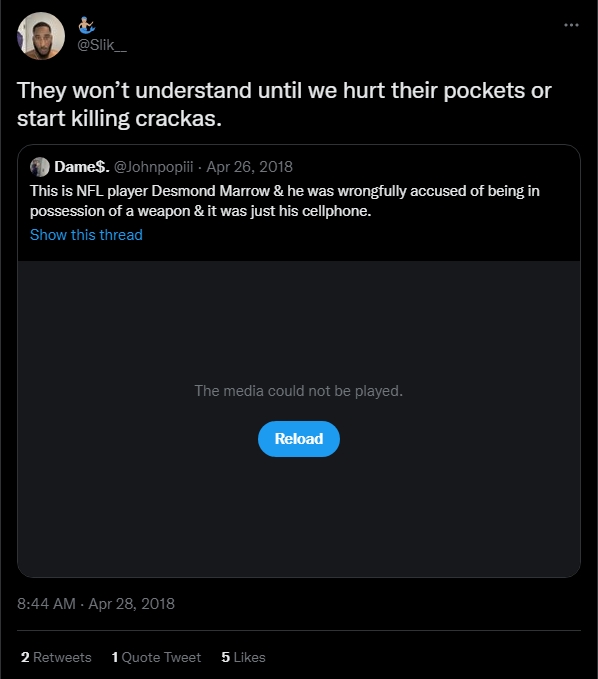 @Slik__
They won’t understand until we hurt their pockets or
start killing crackas.
Dame$. @Johnpopiii · Apr 26, 2018
This is NFL player Desmond Marrow & he was wrongfully accused of being in
possession of a weapon & it was just his cellphone.
Show this thread
The media could not be played.
Reload
8:44 AM · Apr 28, 2018
2 Retweets 1 Quote Tweet 5 Likes